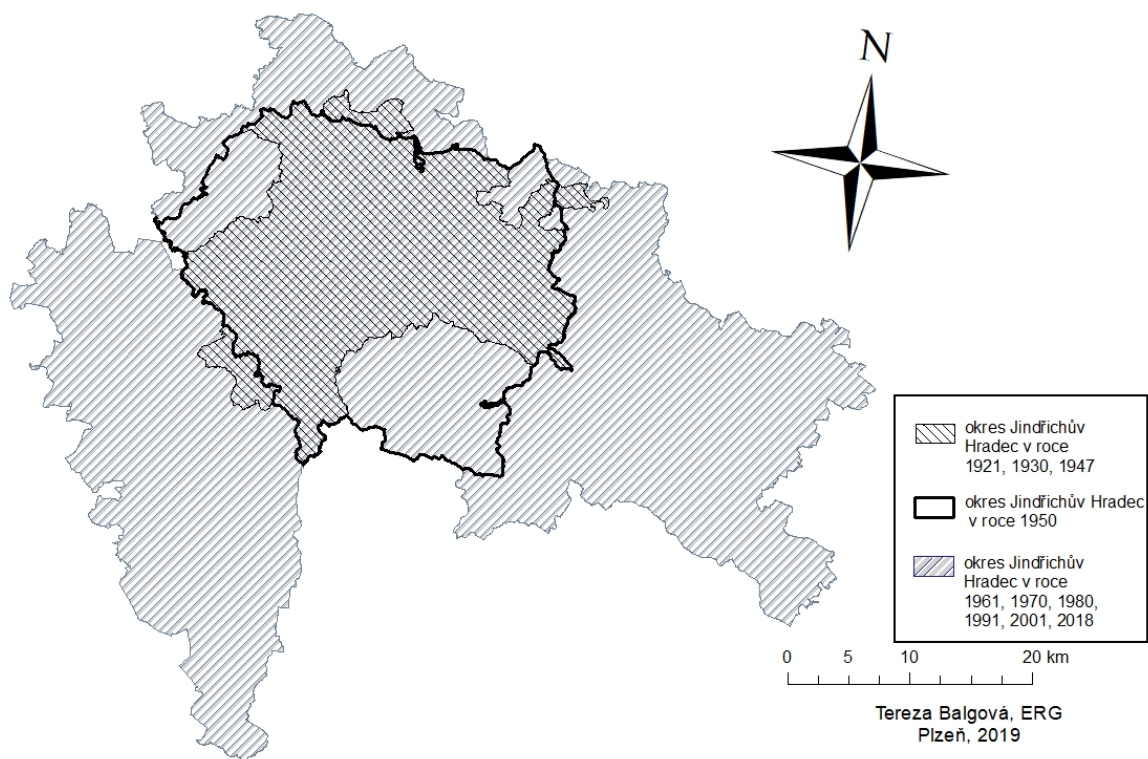 N
okres Jindřichův
Hradec v roce
1921, 1930, 1947
okres Jindřichův Hradec
v roce 1950
okres Jindřichův
Hradec v roce
1961, 1970, 1980,
1991, 2001, 2018
0 5 10 20 km
Tereza Balgová, ERG
Plzeň, 2019